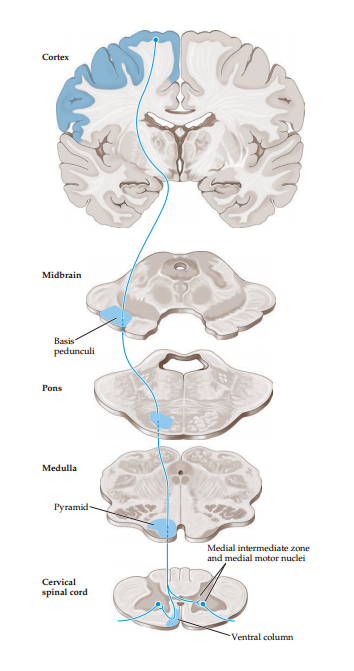 Cortex
Midbrain
Basis
pedunculi
Pons
Medulla
Pyramid
Medial intermediate zone
and medial motor nuclei
Cervical
spinal cord
Ventral column